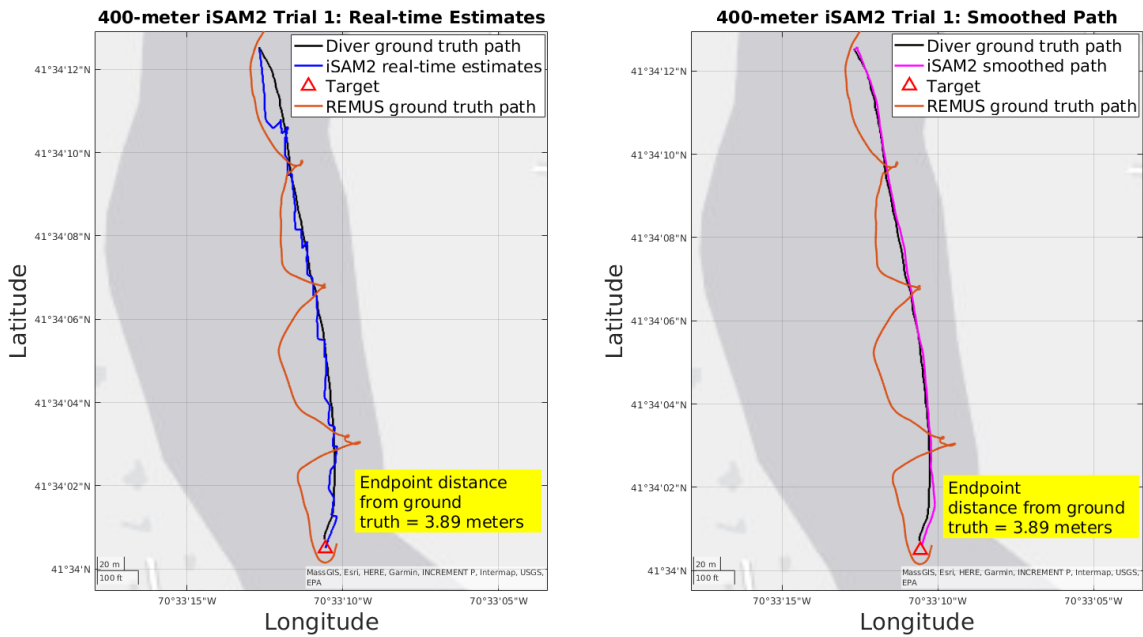 400-meter iSAM2 Trial 1: Real-time Estimates
Diver ground truth path
iSAM2 real-time estimates
Target
REMUS ground truth path
41°34'12"N
41°34'10"N
41°34'08"N
41°34'06"N
41°34'04"N
41°34'02"N
41°34'N
Latitude
Endpoint distance
from ground
truth = 3.89 meters
20 m
100 ft
MassGIS, Esri, HERE, Garmin, INCREMENT P, Intermap, USGS,
EPA
70°33'15"W
70°33'10"W
70°33'05"W
Longitude
400-meter iSAM2 Trial 1: Smoothed Path
Diver ground truth path
iSAM2 smoothed path
Target
REMUS ground truth path
41°34'12"N
41°34'10"N
41°34'08"N
41°34'06"N
41°34'04"N
41°34'02"N
41°34'N
Latitude
Endpoint
distance from ground
truth = 3.89 meters
20 m
100 ft
MassGIS, Esri, HERE, Garmin, INCREMENT P, Intermap, USGS,
EPA
70°33'15"W
70°33'10"W
70°33'05"W
Longitude